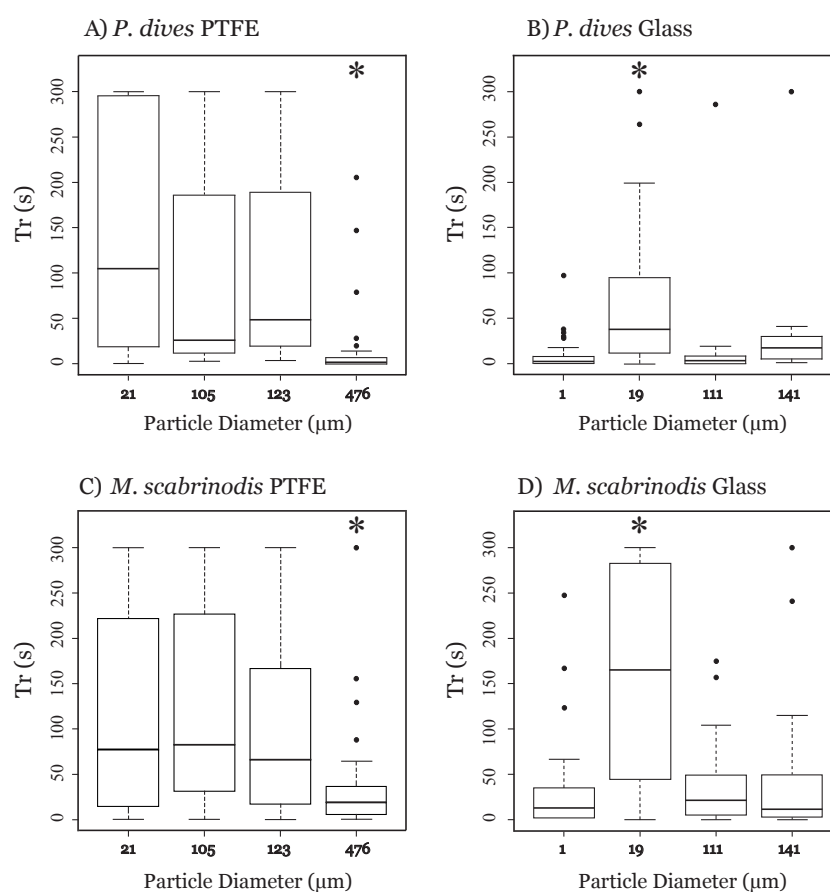 A) P. dives PTFE
*
Tr (s)
300
250
200
150
100
50
0
21 105 123 476
Particle Diameter (µm)
B) P. dives Glass
*
Tr (s)
300
250
200
150
100
50
0
1 19 111 141
Particle Diameter (µm)
C) M. scabrinodis PTFE
*
Tr (s)
300
250
200
150
100
50
0
21 105 123 476
Particle Diameter (µm)
D) M. scabrinodis Glass
*
Tr (s)
300
250
200
150
100
50
0
1 19 111 141
Particle Diameter (µm)